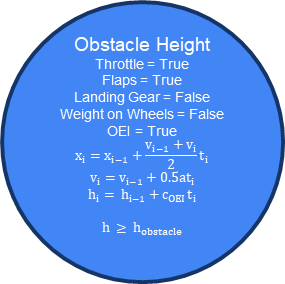 Obstacle Height
Throttle = True
Flaps = True
Landing Gear = False
Weight on Wheels = False
OEI = True
xᵢ = xᵢ₋₁ + (vᵢ₋₁ + vᵢ)/2 tᵢ
vᵢ = vᵢ₋₁ + 0.5atᵢ
hᵢ = hᵢ₋₁ + c_OEI tᵢ
h ≥ h_obstacle